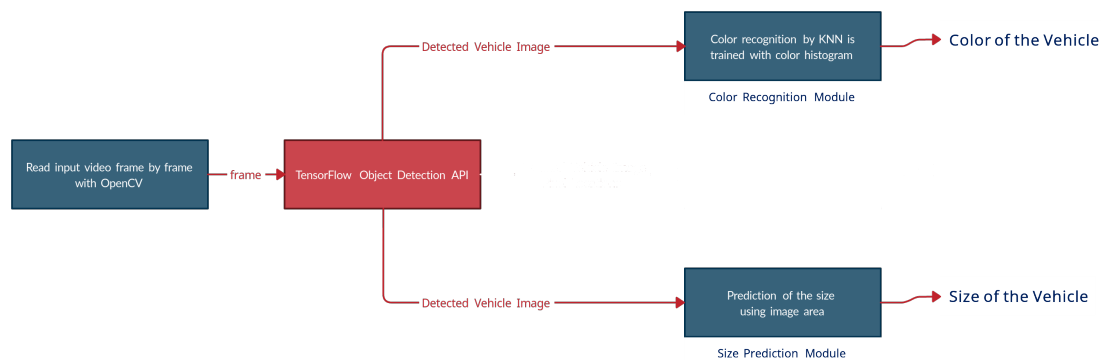 Read input video frame by frame
with OpenCV
frame
TensorFlow Object Detection API
Detected Vehicle Image
Color recognition by KNN is
trained with color histogram
Color Recognition Module
Color of the Vehicle
Detected Vehicle Image
Prediction of the size
using image area
Size Prediction Module
Size of the Vehicle